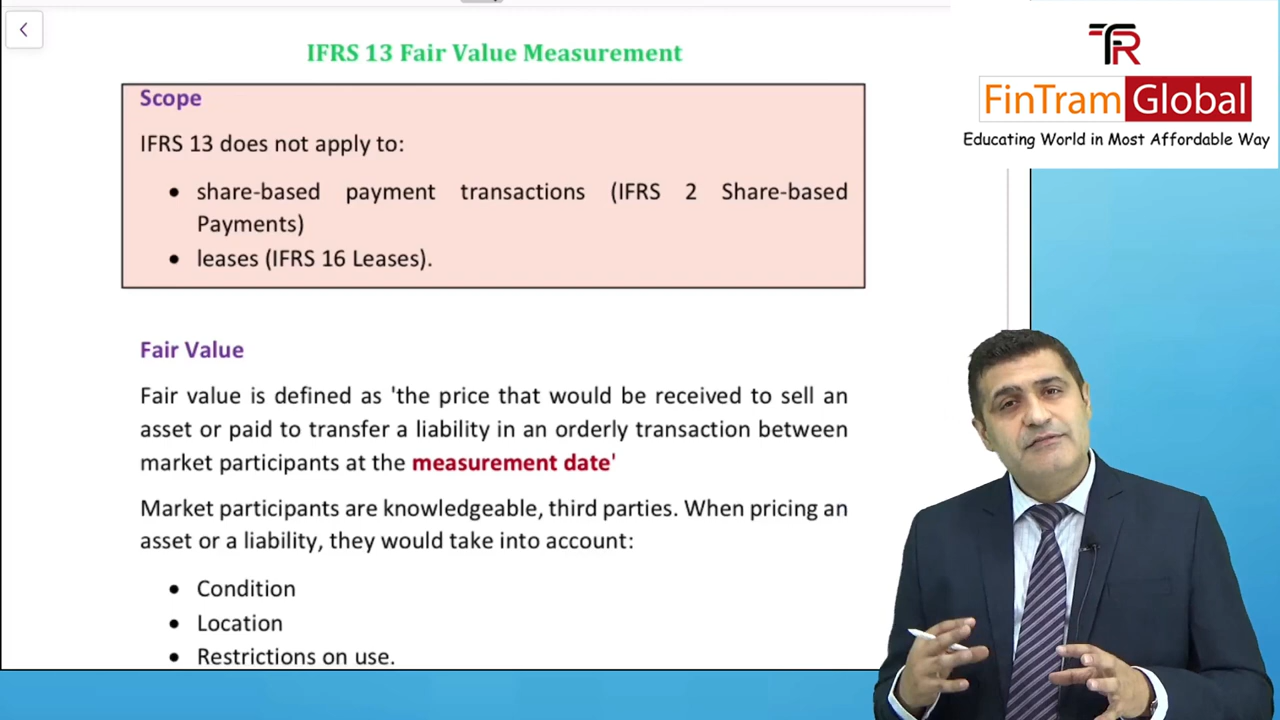 IFRS 13 Fair Value Measurement
Scope
IFRS 13 does not apply to:
• share-based payment transactions (IFRS 2 Share-based
Payments)
• leases (IFRS 16 Leases).
Fair Value
Fair value is defined as 'the price that would be received to sell an
asset or paid to transfer a liability in an orderly transaction between
market participants at the measurement date'
Market participants are knowledgeable, third parties. When pricing an
asset or a liability, they would take into account:
• Condition
• Location
• Restrictions on use.
FR
FinTram Global
Educating World in Most Affordable Way